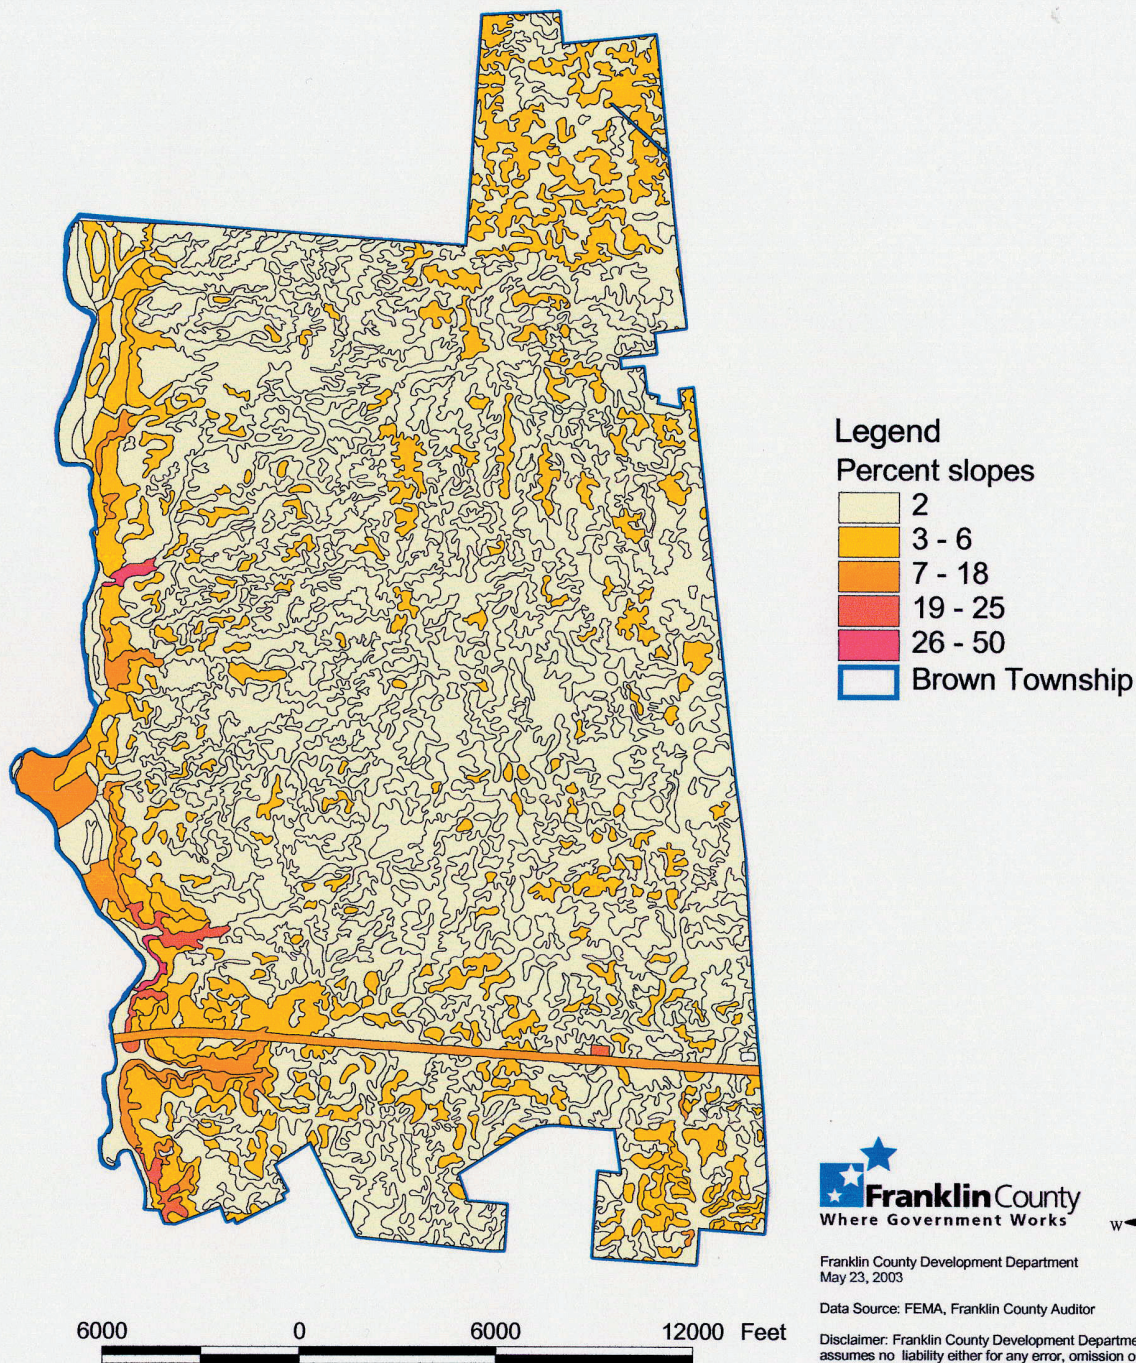 Legend
Percent slopes
2
3 - 6
7 - 18
19 - 25
26 - 50
Brown Township
Franklin County
Where Government Works
W
Franklin County Development Department
May 23, 2003
Data Source: FEMA, Franklin County Auditor
Disclaimer: Franklin County Development Departme
assumes no liability either for any error, omission o
6000 0 6000 12000 Feet